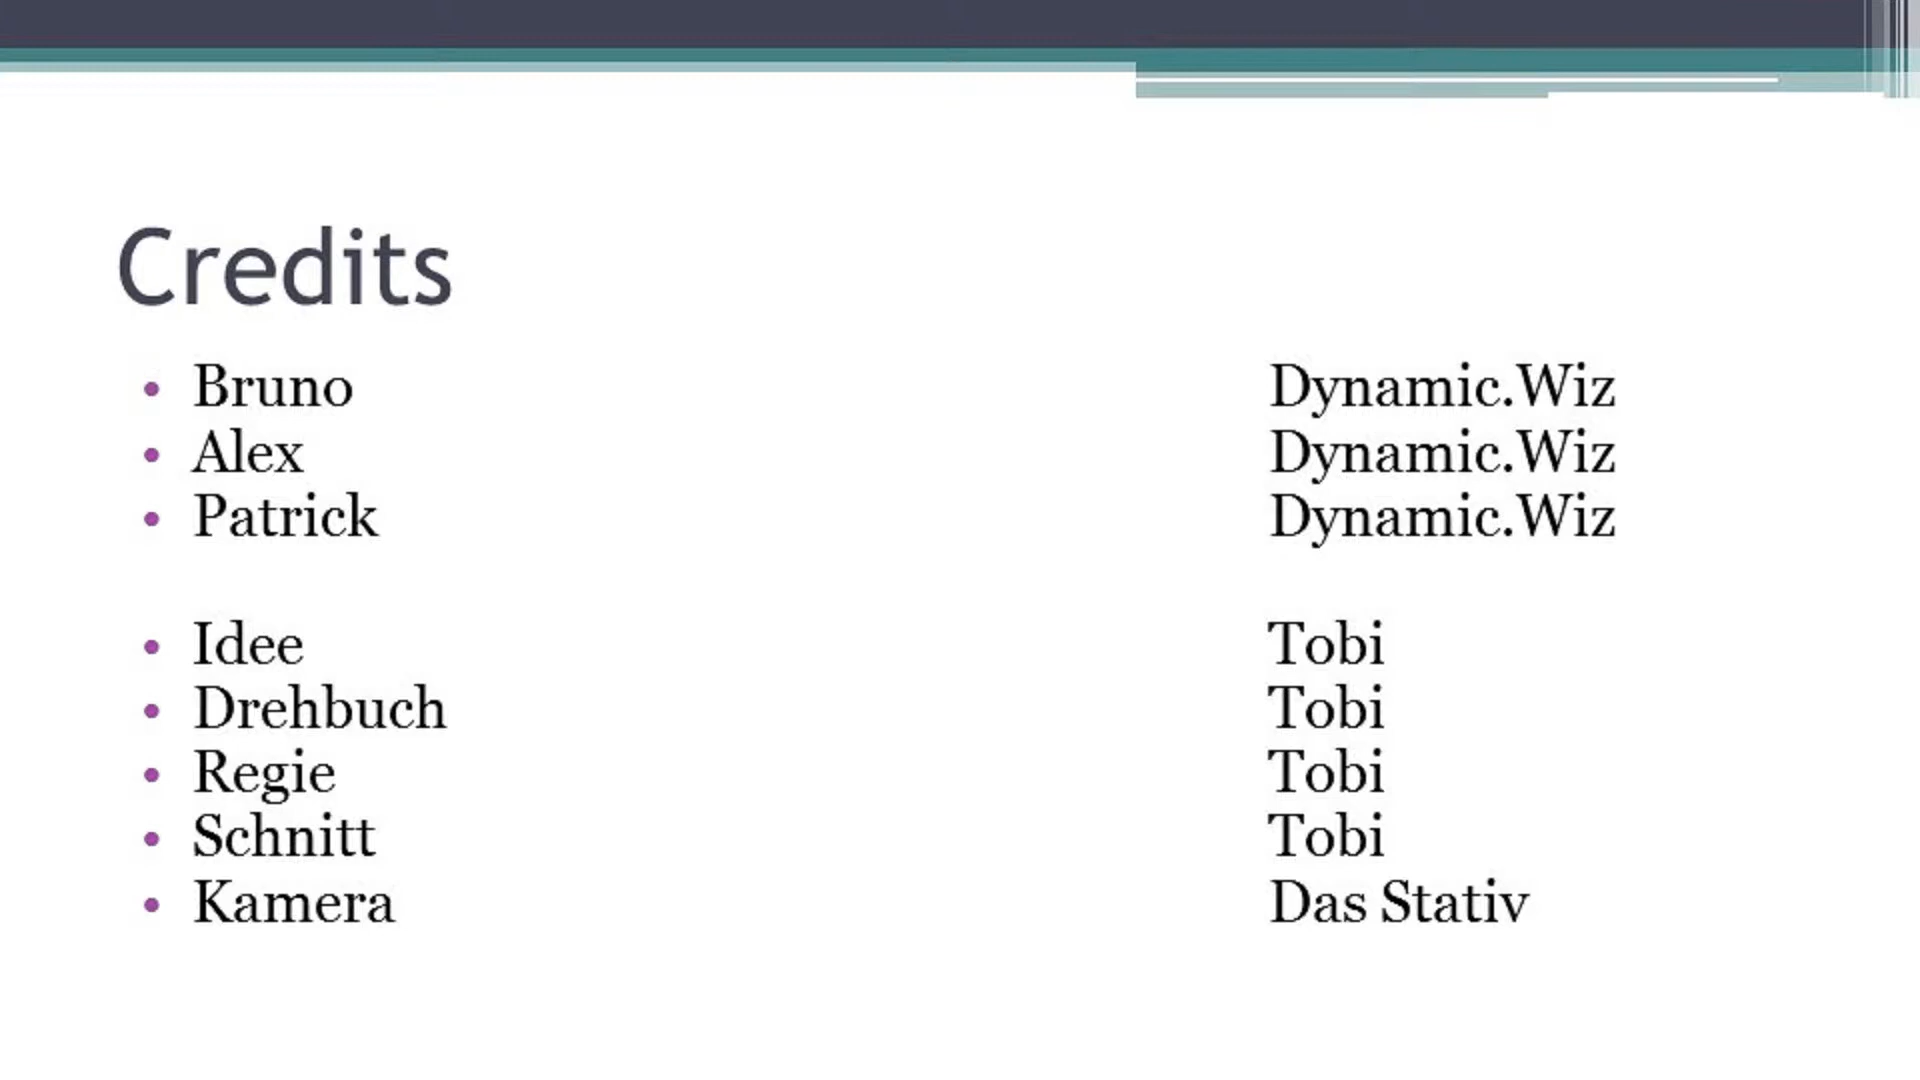 Credits
• Bruno Dynamic.Wiz
• Alex Dynamic.Wiz
• Patrick Dynamic.Wiz
• Idee Tobi
• Drehbuch Tobi
• Regie Tobi
• Schnitt Tobi
• Kamera Das Stativ